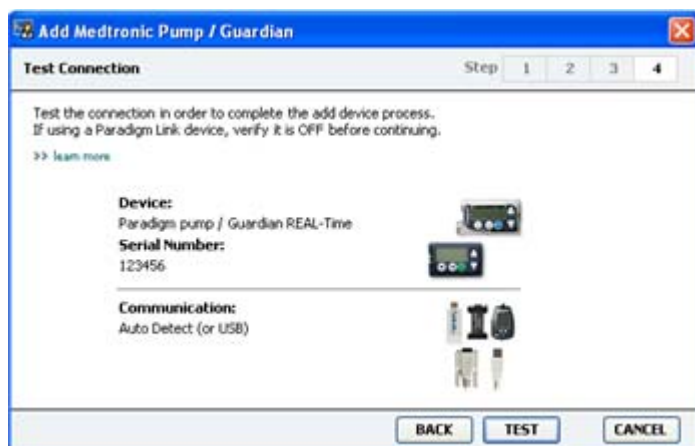 Add Medtronic Pump / Guardian
Test Connection
Step 1 2 3 4
Test the connection in order to complete the add device process.
If using a Paradigm Link device, verify it is OFF before continuing.
>> learn more
Device:
Paradigm pump / Guardian REAL-Time
Serial Number:
123456
Communication:
Auto Detect (or USB)
BACK TEST CANCEL